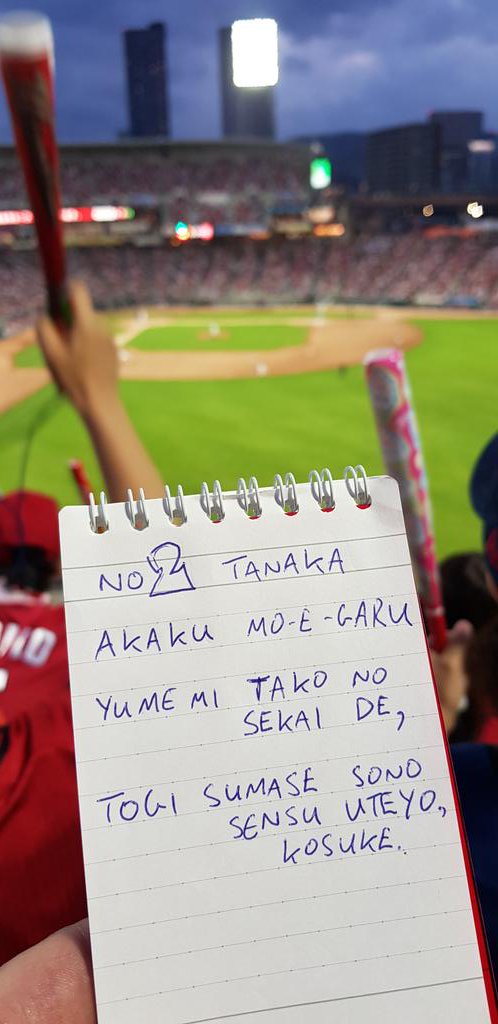 NO 2 TANAKA
AKAKU MO-E-GARU
YUME MI TAKO NO
SEKAI DE,
TOGI SUMASE SONO
SENSU UTEYO,
KOSUKE.